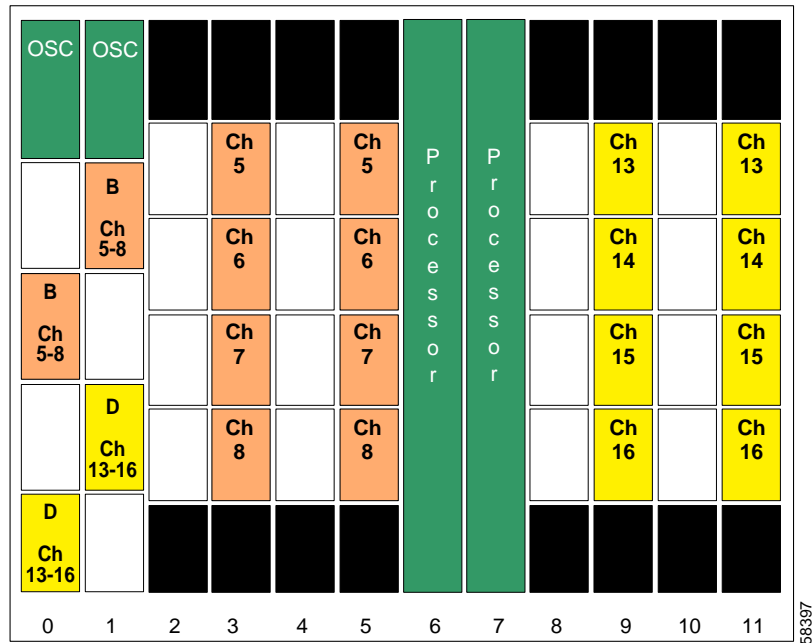 OSC
OSC
B
Ch
5-8
B
Ch
5-8
D
Ch
13-16
D
Ch
13-16
Ch
5
Ch
6
Ch
7
Ch
8
Ch
5
Ch
6
Ch
7
Ch
8
Processor
Processor
Ch
13
Ch
14
Ch
15
Ch
16
Ch
13
Ch
14
Ch
15
Ch
16
0 1 2 3 4 5 6 7 8 9 10 11
58397